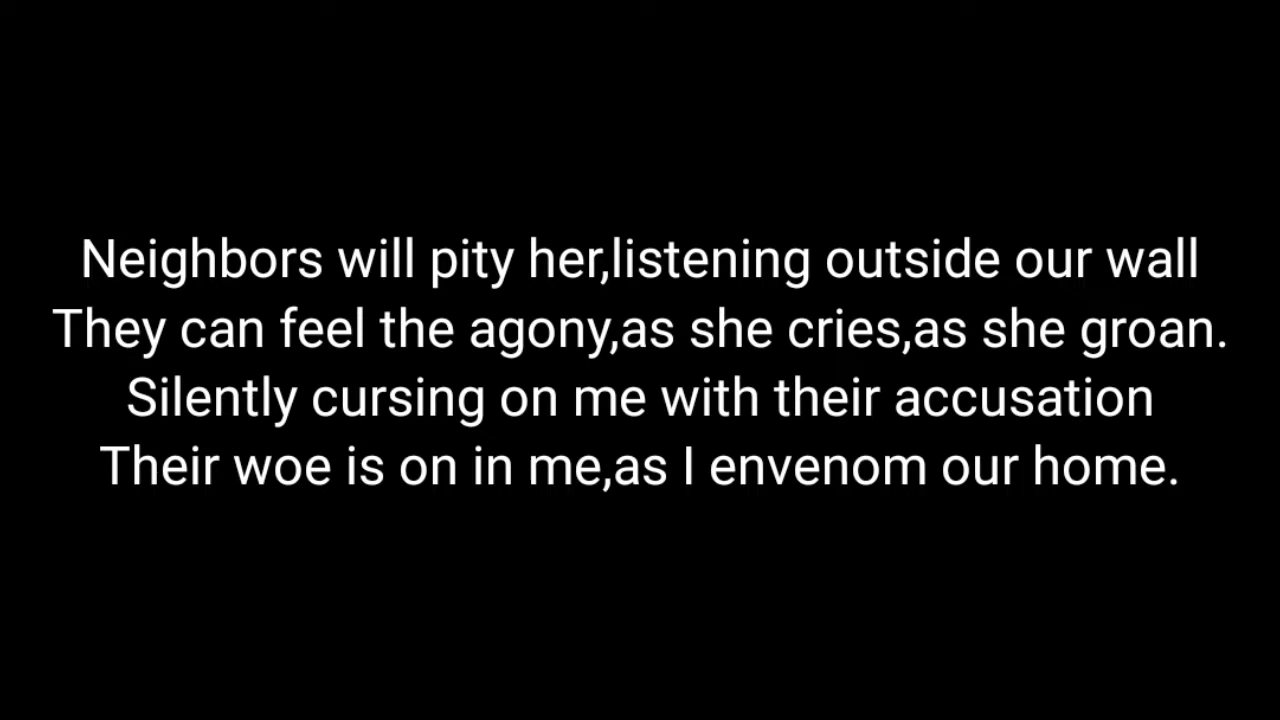 Neighbors will pity her,listening outside our wall
They can feel the agony,as she cries,as she groan.
Silently cursing on me with their accusation
Their woe is on in me,as I envenom our home.